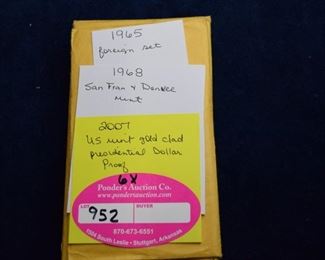 1965
foreign set
1968
San Fran & Denver
mint
2007
US mint gold clad
presidential Dollar
Proof
6X
Ponder's Auction Co.
www.pondersauction.com
LOT
BUYER
952
870-673-6551
1504 South Leslie • Stuttgart, Arkansas